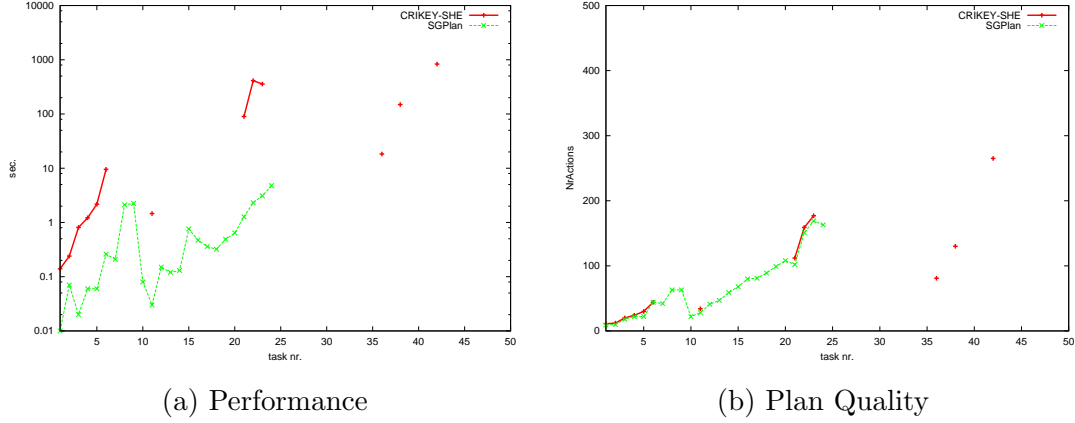 10000
1000
100
10
1
0.1
0.01
sec.
5 10 15 20 25 30 35 40 45 50
task nr.
CRIKEY-SHE
SGPlan
(a) Performance
500
400
300
200
100
0
NrActions
5 10 15 20 25 30 35 40 45 50
task nr.
CRIKEY-SHE
SGPlan
(b) Plan Quality